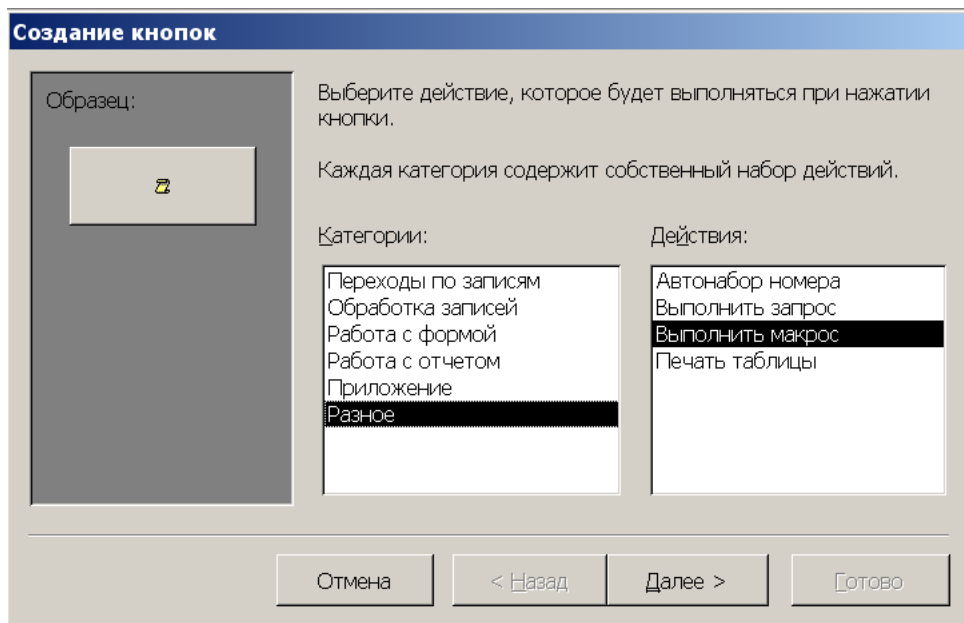 Создание кнопок
Образец:
Выберите действие, которое будет выполняться при нажатии
кнопки.
Каждая категория содержит собственный набор действий.
Категории:
Переходы по записям
Обработка записей
Работа с формой
Работа с отчетом
Приложение
Разное
Действия:
Автонабор номера
Выполнить запрос
Выполнить макрос
Печать таблицы
Отмена
< Назад
Далее >
Готово